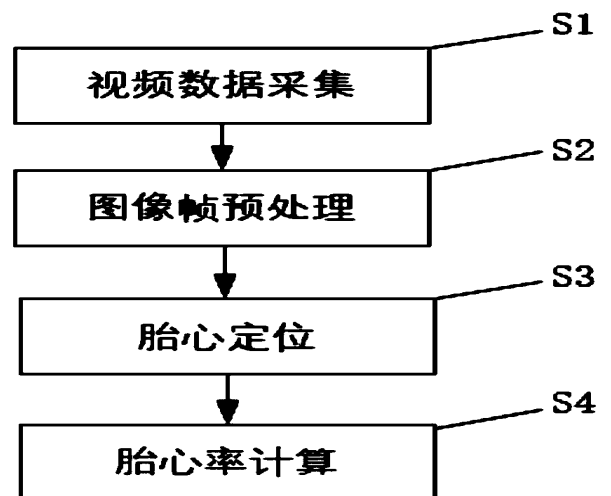 S1
视频数据采集
S2
图像帧预处理
S3
胎心定位
S4
胎心率计算